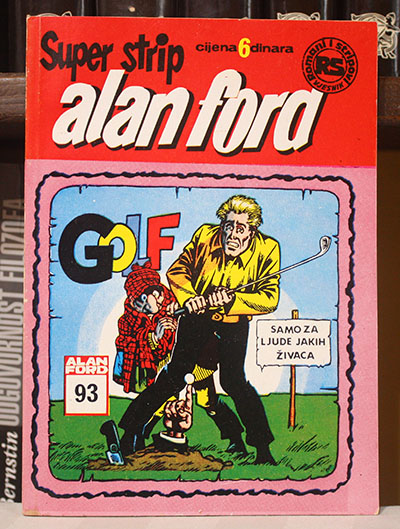 Super strip
cijena 6 dinara
alan ford
Romani i stripovi
RS
VJESNIK
GOLF
SAMO ZA
LJUDE JAKIH
ŽIVACA
ALAN
FORD
93
Bernstin ODGOVORNOST FILOZOFA